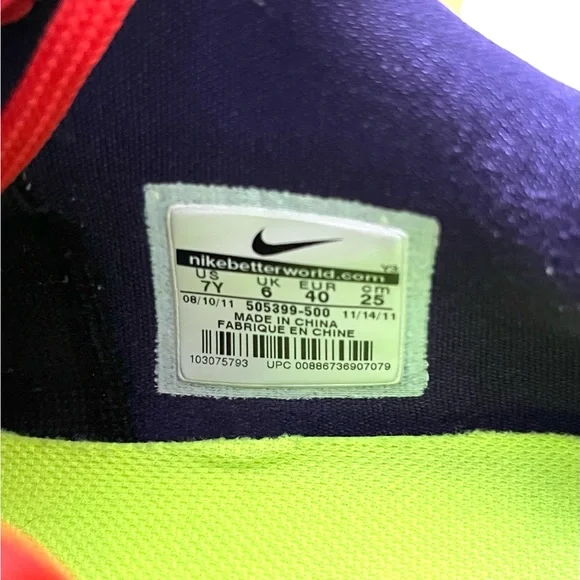 nikebetterworld.com Y3
US UK EUR cm
7Y 6 40 25
08/10/11 505399-500 11/14/11
MADE IN CHINA
FABRIQUE EN CHINE
103075793 UPC 00886736907079